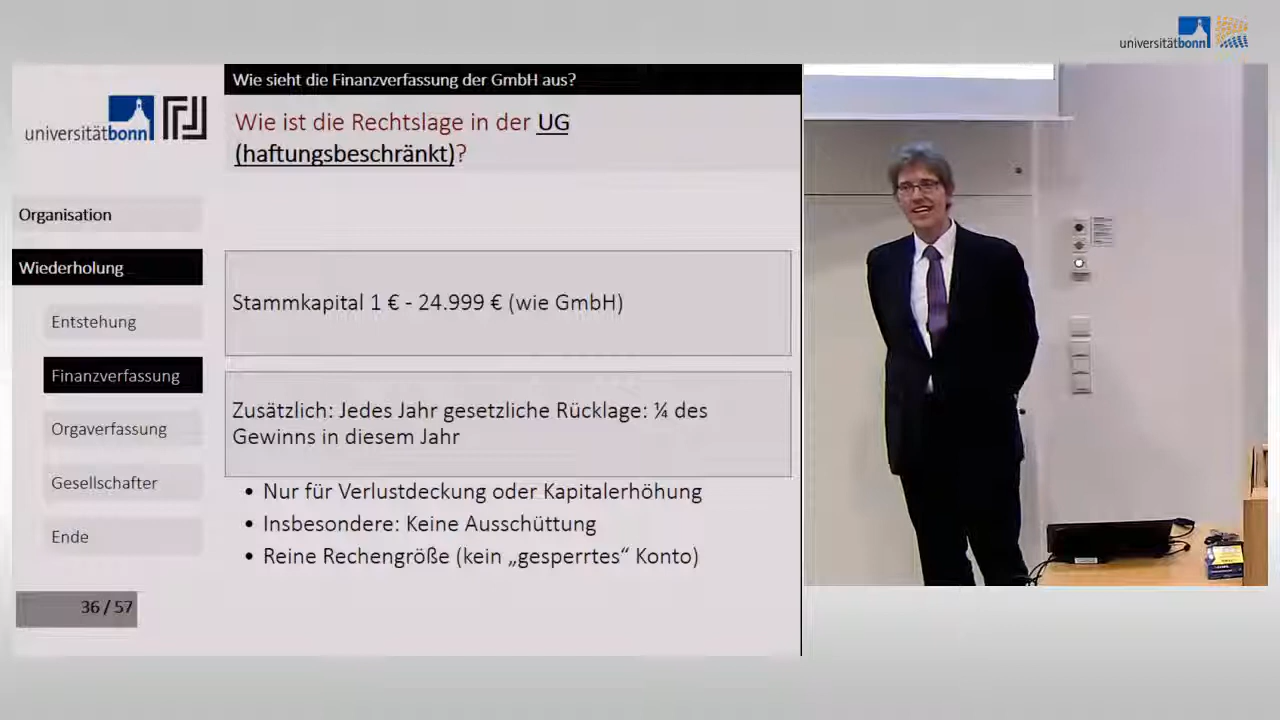 universitätbonn
Wie sieht die Finanzverfassung der GmbH aus?
universitätbonn
Wie ist die Rechtslage in der UG
(haftungsbeschränkt)?
Organisation
Wiederholung
Entstehung
Finanzverfassung
Orgaverfassung
Gesellschafter
Ende
36 / 57
Stammkapital 1 € - 24.999 € (wie GmbH)
Zusätzlich: Jedes Jahr gesetzliche Rücklage: ¼ des
Gewinns in diesem Jahr
• Nur für Verlustdeckung oder Kapitalerhöhung
• Insbesondere: Keine Ausschüttung
• Reine Rechengröße (kein „gesperrtes“ Konto)